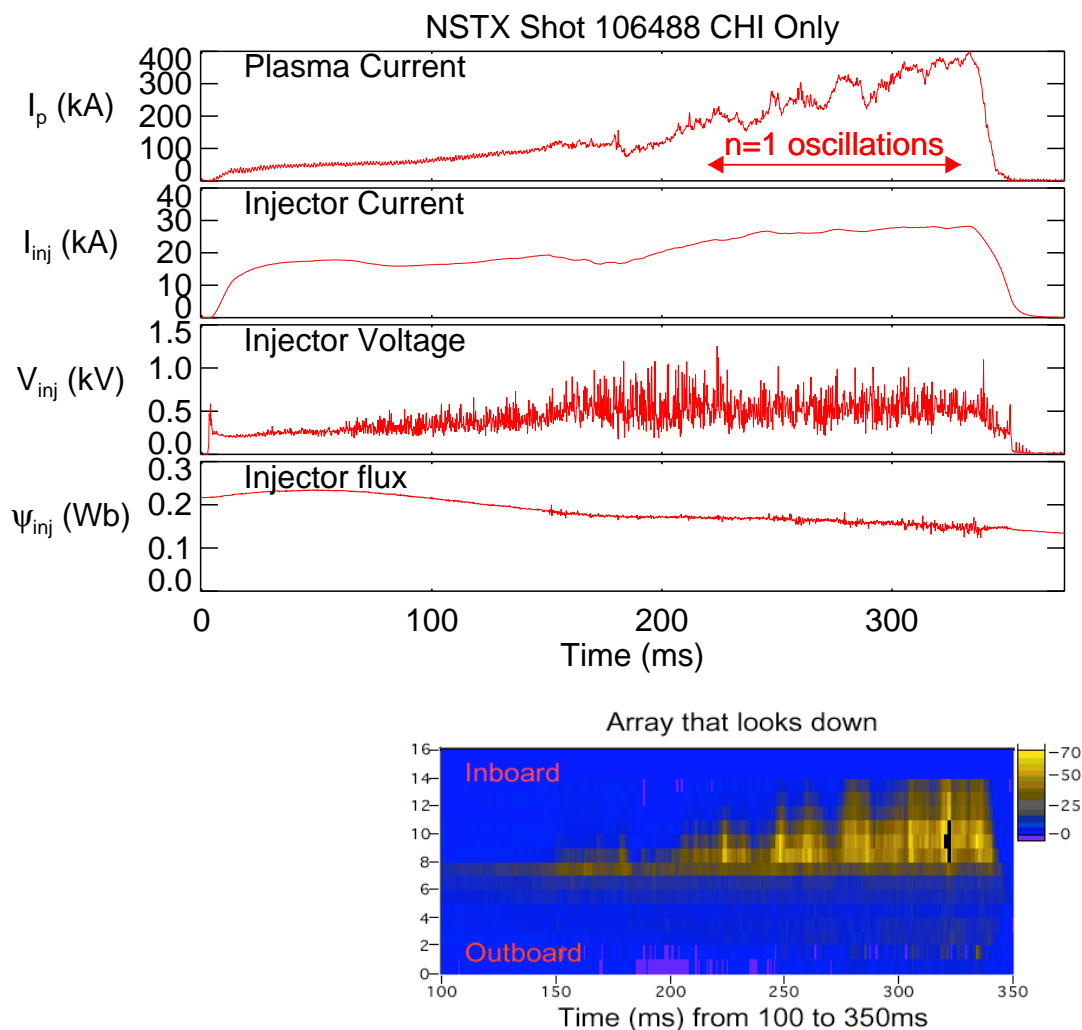 NSTX Shot 106488 CHI Only
Plasma Current
I_p (kA)
400
300
200
100
0
n=1 oscillations
Injector Current
I_inj (kA)
40
30
20
10
0
Injector Voltage
V_inj (kV)
1.5
1.0
0.5
0.0
Injector flux
ψ_inj (Wb)
0.3
0.2
0.1
0.0
0 100 200 300
Time (ms)
Array that looks down
16
14
12
10
8
6
4
2
0
Inboard
Outboard
70
50
25
0
100 150 200 250 300 350
Time (ms) from 100 to 350ms